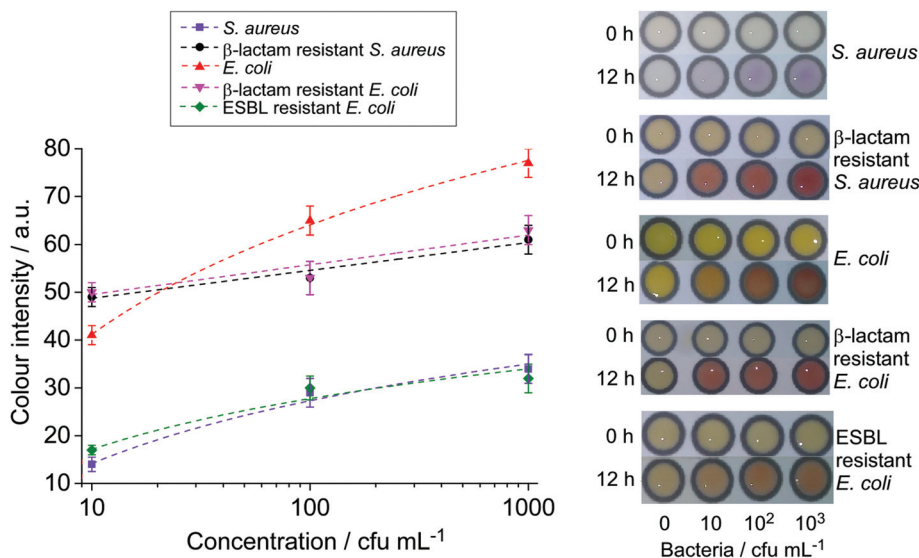 S. aureus
β-lactam resistant S. aureus
E. coli
β-lactam resistant E. coli
ESBL resistant E. coli
80
70
60
50
40
30
20
10
Colour intensity / a.u.
10
100
1000
Concentration / cfu mL⁻¹
0 h
12 h
S. aureus
0 h
12 h
β-lactam
resistant
S. aureus
0 h
12 h
E. coli
0 h
12 h
β-lactam
resistant
E. coli
0 h
12 h
ESBL
resistant
E. coli
0 10 10² 10³
Bacteria / cfu mL⁻¹